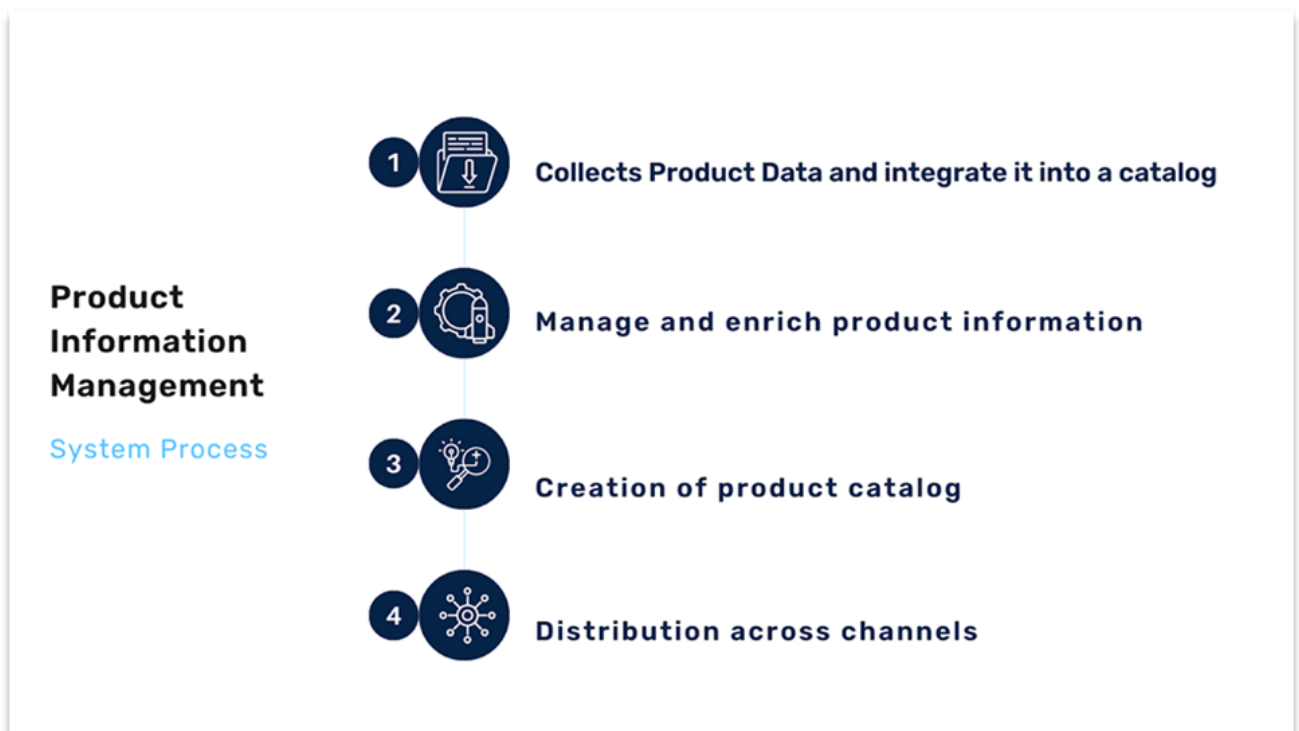 Product
Information
Management
System Process
1
Collects Product Data and integrate it into a catalog
2
Manage and enrich product information
3
Creation of product catalog
4
Distribution across channels